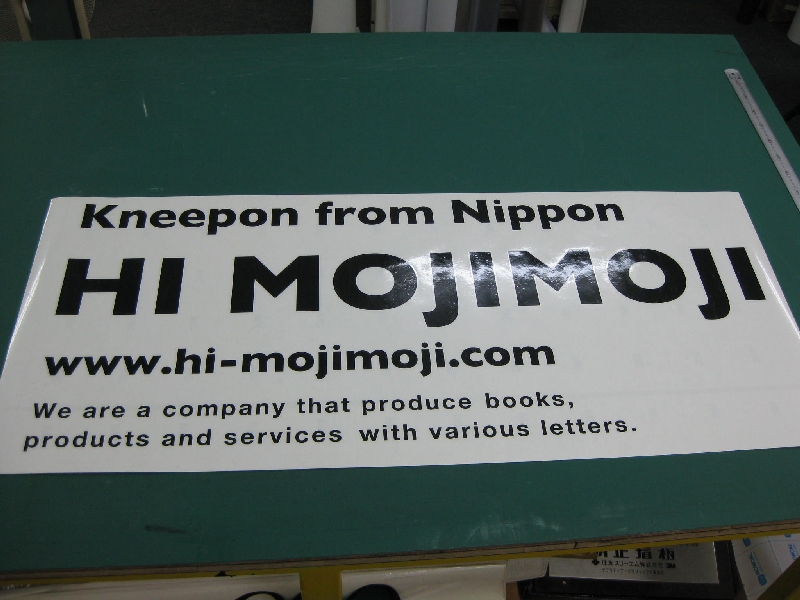 Kneepon from Nippon
HI MOJIMOJI
www.hi-mojimoji.com
We are a company that produce books,
products and services with various letters.